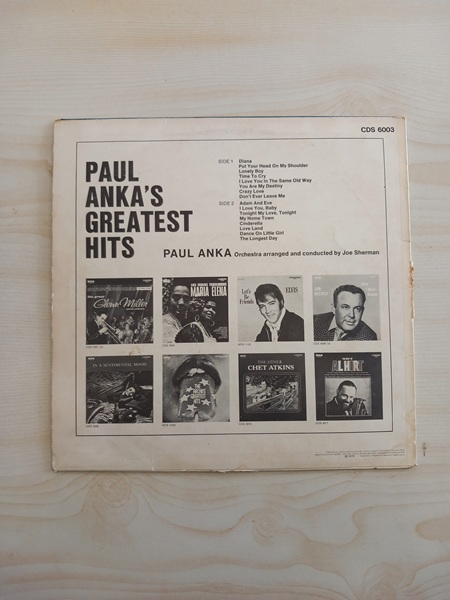 CDS 6003
PAUL
ANKA'S
GREATEST
HITS
SIDE 1 Diana
Put Your Head On My Shoulder
Lonely Boy
Time To Cry
I Love You In The Same Old Way
You Are My Destiny
Crazy Love
Don't Ever Leave Me
SIDE 2 Adam And Eve
I Love You, Baby
Tonight My Love, Tonight
My Home Town
Cinderella
Love Land
Dance On Little Girl
The Longest Day
PAUL ANKA Orchestra arranged and conducted by Joe Sherman
Glenn Miller
MARIA ELENA
Let's
Be
Friends
ELVIS
IN A SENTIMENTAL MOOD
THE OTHER
CHET ATKINS
AL HIRT